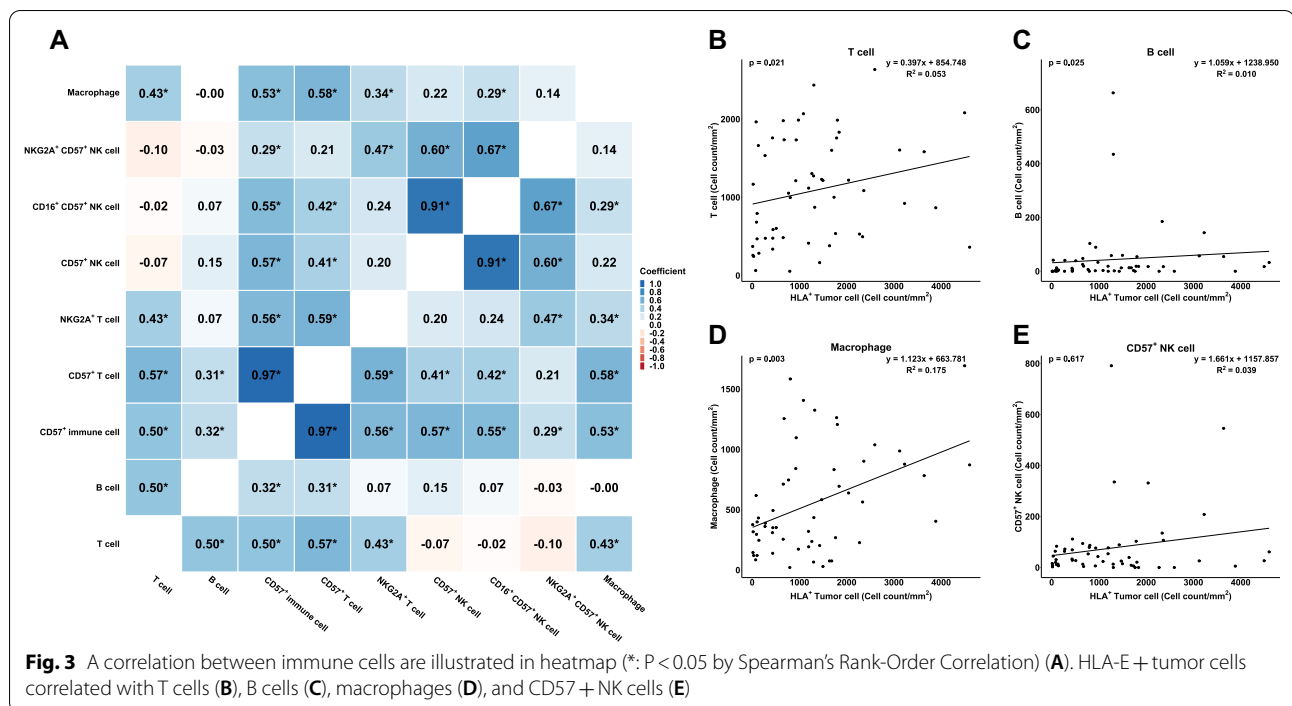 A
Macrophage 0.43* -0.00 0.53* 0.58* 0.34* 0.22 0.29* 0.14
NKG2A⁺ CD57⁺ NK cell -0.10 -0.03 0.29* 0.21 0.47* 0.60* 0.67* 0.14
CD16⁺ CD57⁺ NK cell -0.02 0.07 0.55* 0.42* 0.24 0.91* 0.67* 0.29*
CD57⁺ NK cell -0.07 0.15 0.57* 0.41* 0.20 0.91* 0.60* 0.22
NKG2A⁺ T cell 0.43* 0.07 0.56* 0.59* 0.20 0.24 0.47* 0.34*
CD57⁺ T cell 0.57* 0.31* 0.97* 0.59* 0.41* 0.42* 0.21 0.58*
CD57⁺ immune cell 0.50* 0.32* 0.97* 0.56* 0.57* 0.55* 0.29* 0.53*
B cell 0.50* 0.32* 0.31* 0.07 0.15 0.07 -0.03 -0.00
T cell 0.50* 0.50* 0.57* 0.43* -0.07 -0.02 -0.10 0.43*
T cell
B cell
CD57⁺ immune cell
CD57⁺ T cell
NKG2A⁺ T cell
CD57⁺ NK cell
CD16⁺ CD57⁺ NK cell
NKG2A⁺ CD57⁺ NK cell
Macrophage
Coefficient
1.0
0.8
0.6
0.4
0.2
0.0
-0.2
-0.4
-0.6
-0.8
-1.0
B
T cell
p = 0.021
y = 0.397x + 854.748
R² = 0.053
T cell (Cell count/mm²)
2000
1000
0
0 1000 2000 3000 4000
HLA⁺ Tumor cell (Cell count/mm²)
C
B cell
p = 0.025
y = 1.059x + 1238.950
R² = 0.010
B cell (Cell count/mm²)
600
400
200
0
0 1000 2000 3000 4000
HLA⁺ Tumor cell (Cell count/mm²)
D
Macrophage
p = 0.003
y = 1.123x + 663.781
R² = 0.175
Macrophage (Cell count/mm²)
1500
1000
500
0
0 1000 2000 3000 4000
HLA⁺ Tumor cell (Cell count/mm²)
E
CD57⁺ NK cell
p = 0.617
y = 1.661x + 1157.857
R² = 0.039
CD57⁺ NK cell (Cell count/mm²)
800
600
400
200
0
0 1000 2000 3000 4000
HLA⁺ Tumor cell (Cell count/mm²)
Fig. 3 A correlation between immune cells are illustrated in heatmap (*: P < 0.05 by Spearman's Rank-Order Correlation) (A). HLA-E + tumor cells
correlated with T cells (B), B cells (C), macrophages (D), and CD57 + NK cells (E)